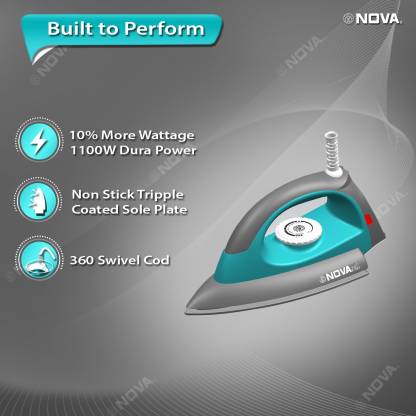 Built to Perform
NOVA
10% More Wattage
1100W Dura Power
Non Stick Tripple
Coated Sole Plate
360 Swivel Cod
NOVA